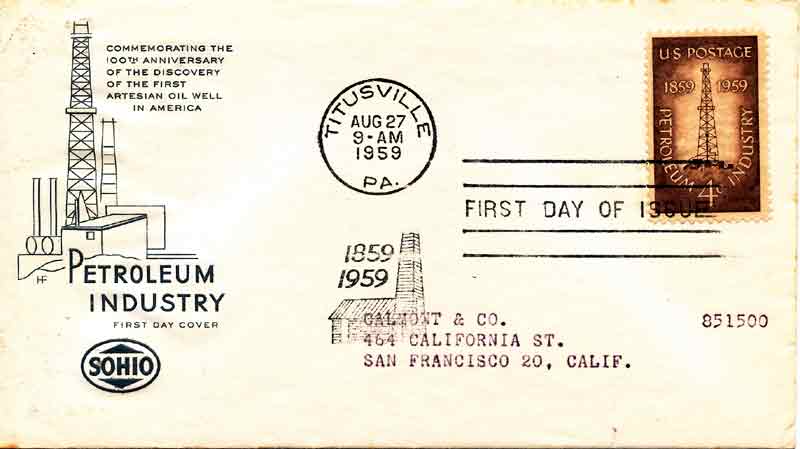 COMMEMORATING THE
100TH ANNIVERSARY
OF THE DISCOVERY
OF THE FIRST
ARTESIAN OIL WELL
IN AMERICA
HF
PETROLEUM
INDUSTRY
FIRST DAY COVER
SOHIO
TITUSVILLE
AUG 27
9-AM
1959
PA.
U.S POSTAGE
1859 1959
PETROLEUM INDUSTRY
4¢
FIRST DAY OF ISSUE
1859
1959
GALMONT & CO. 851500
464 CALIFORNIA ST.
SAN FRANCISCO 20, CALIF.